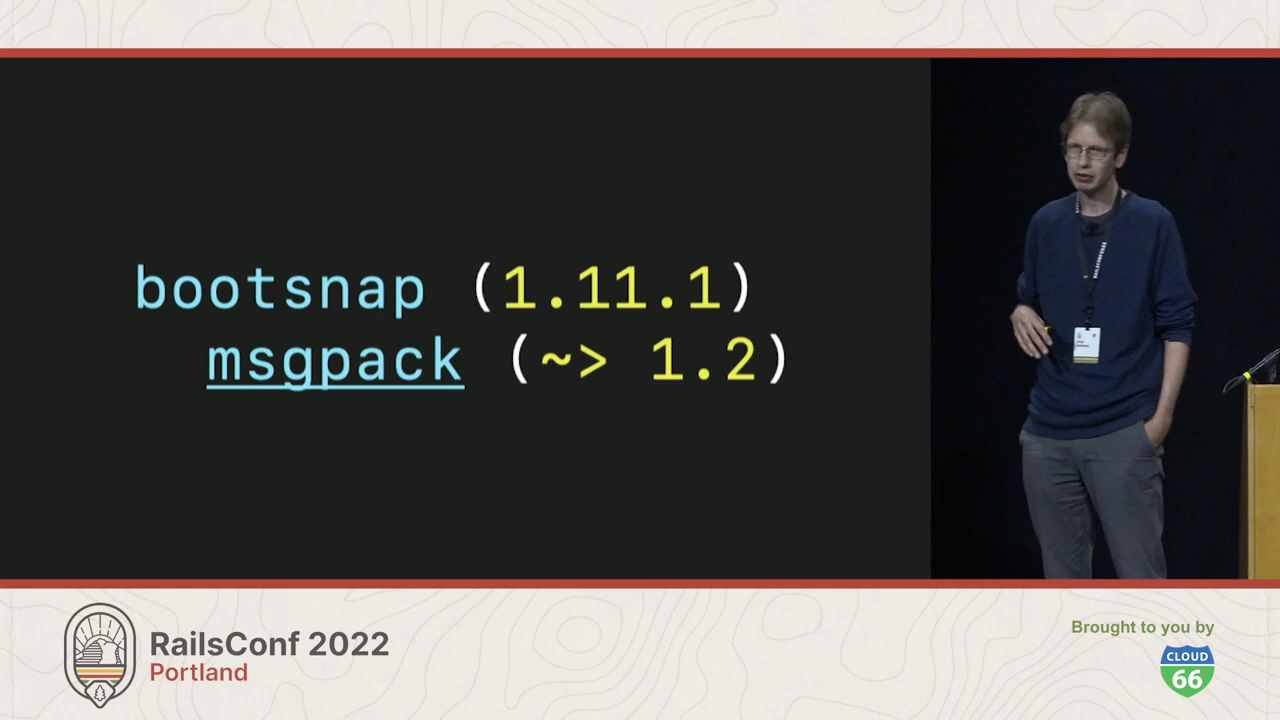 bootsnap (1.11.1)
msgpack (~> 1.2)
RailsConf 2022
Portland
Brought to you by
CLOUD
66